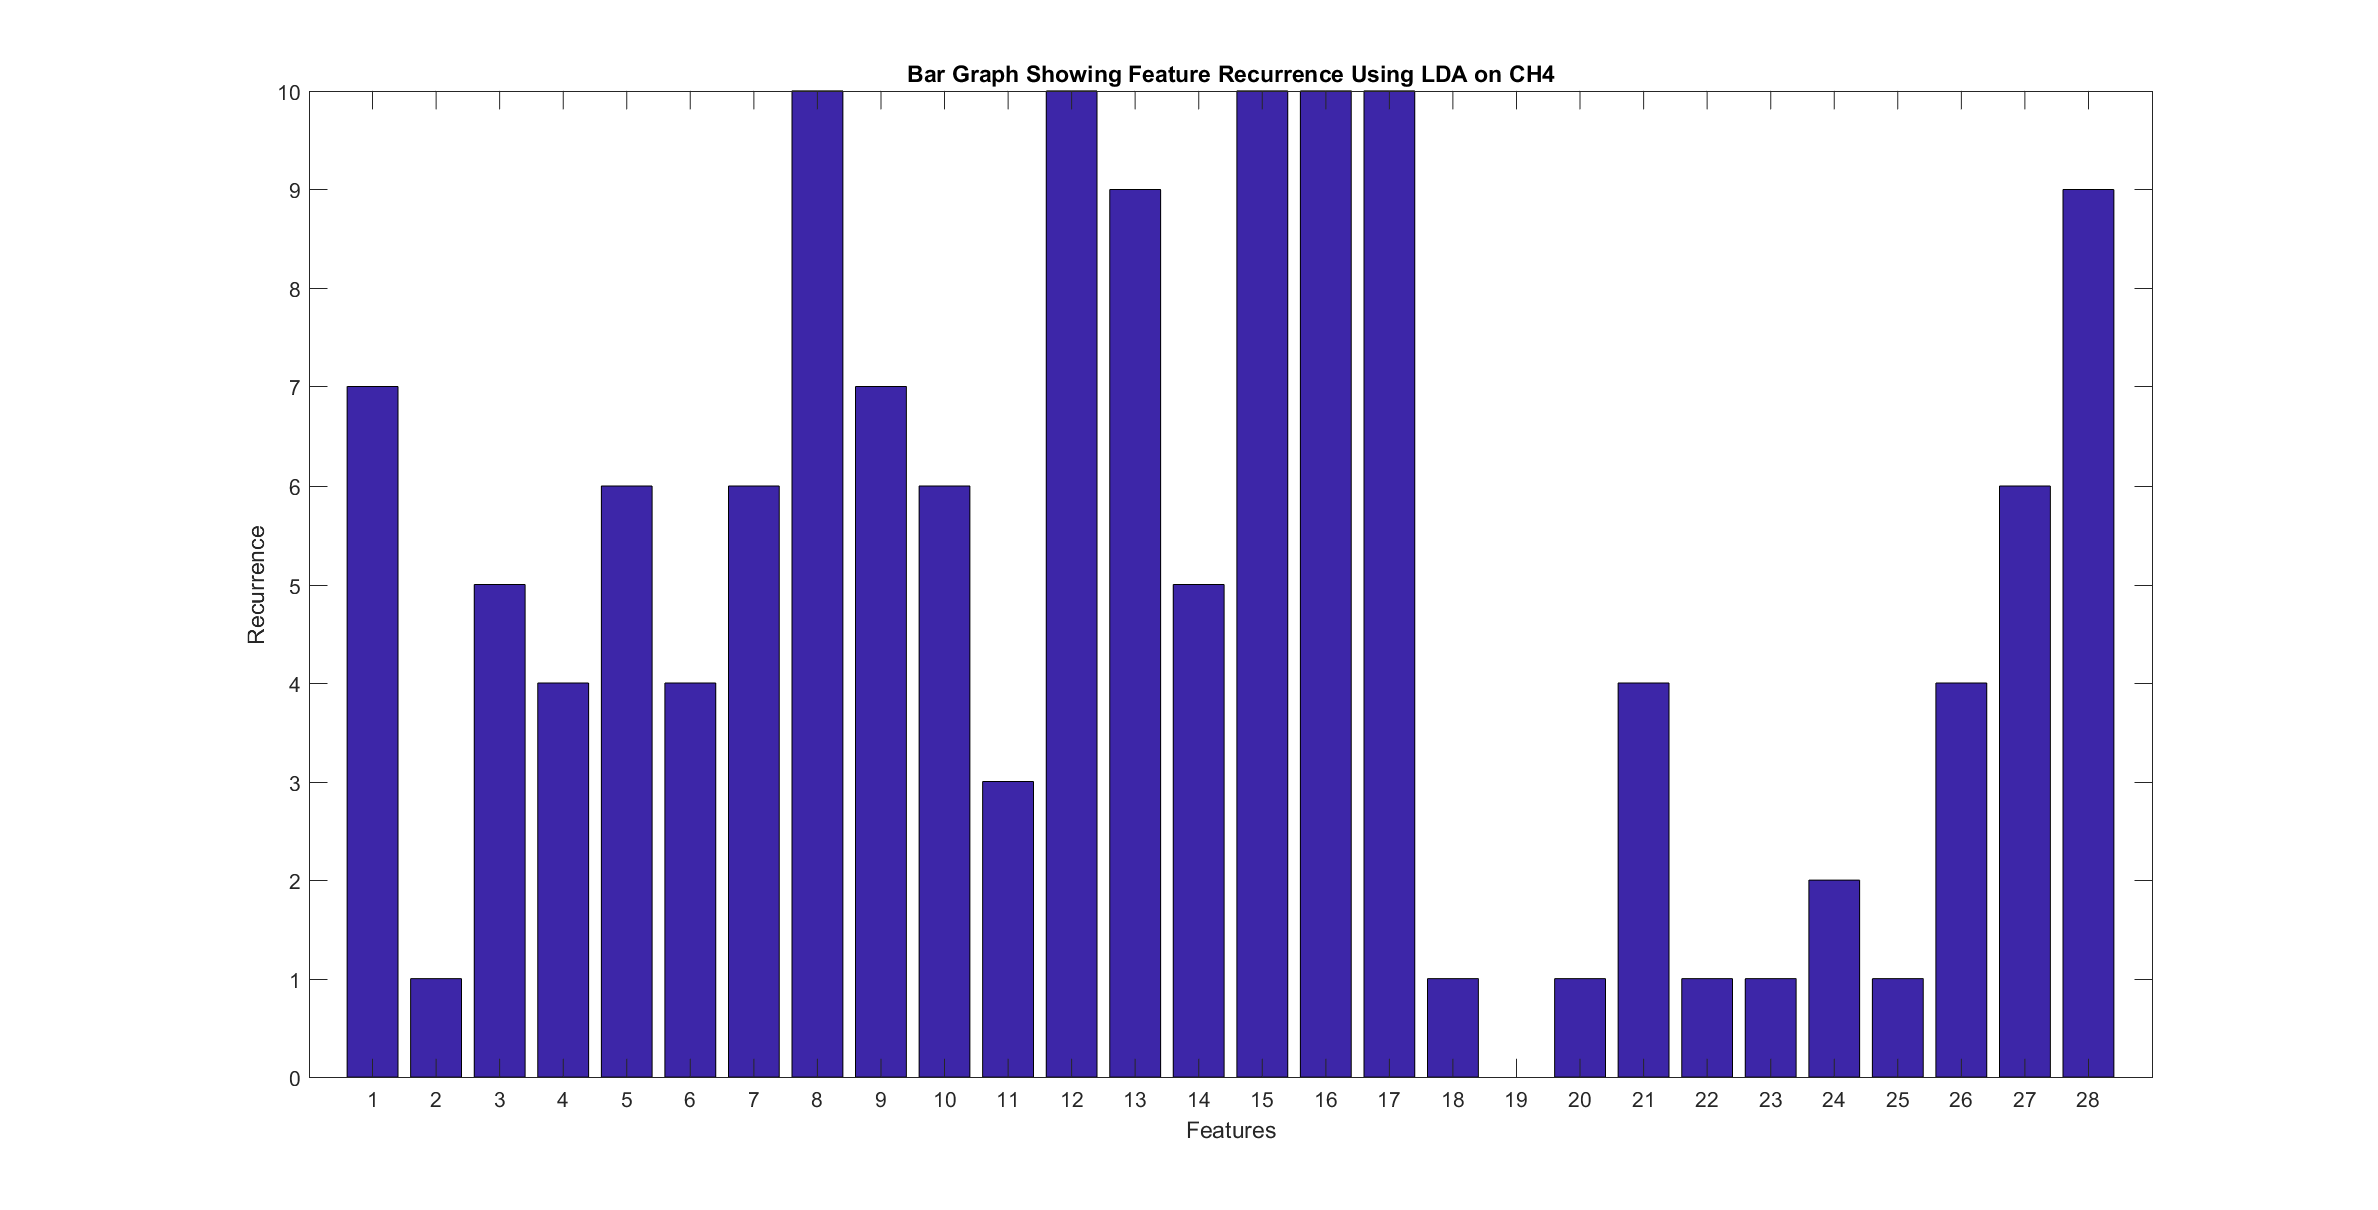 Bar Graph Showing Feature Recurrence Using LDA on CH4
10
9
8
7
6
5
4
3
2
1
0
Recurrence
1 2 3 4 5 6 7 8 9 10 11 12 13 14 15 16 17 18 19 20 21 22 23 24 25 26 27 28
Features